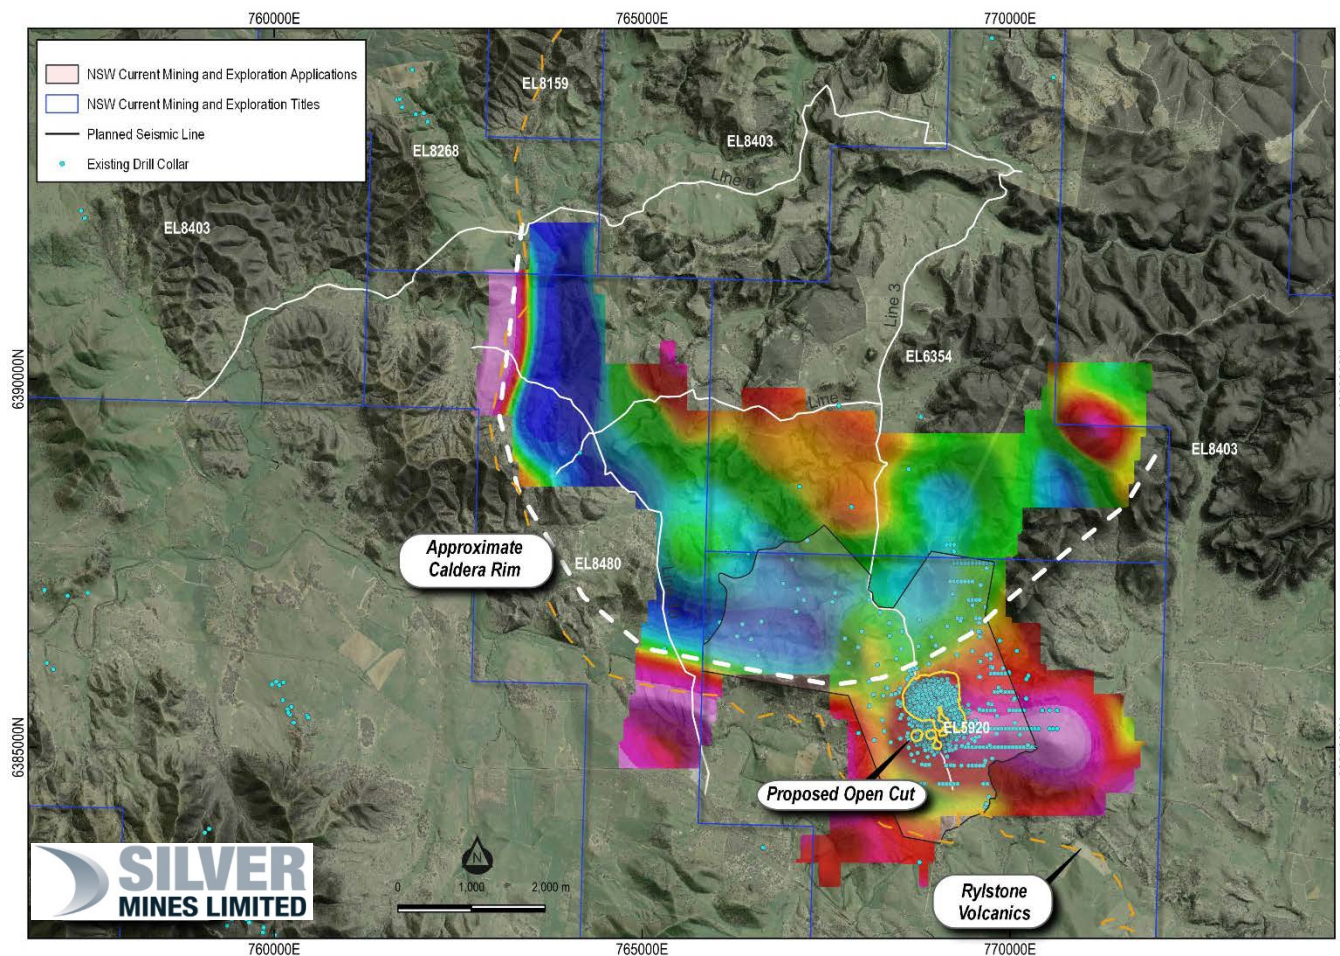 760000E
765000E
770000E
NSW Current Mining and Exploration Applications
NSW Current Mining and Exploration Titles
Planned Seismic Line
Existing Drill Collar
EL8159
EL8403
EL8268
Line
EL8403
Line 3
EL6354
6390000N
Line
EL8403
Approximate
Caldera Rim
EL8480
EL5920
6385000N
Proposed Open Cut
SILVER
MINES LIMITED
N
0
1,000
2,000 m
Rylstone
Volcanics
760000E
765000E
770000E